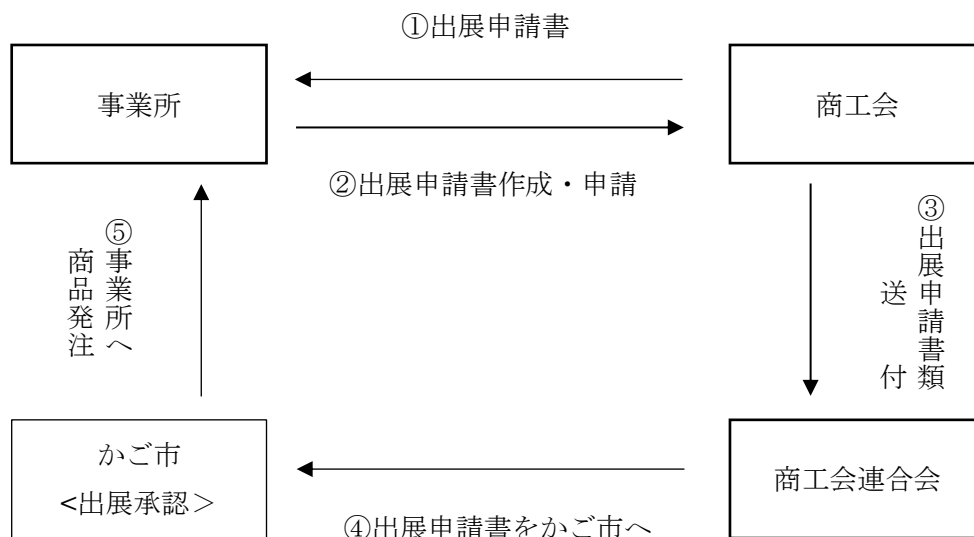 ①出展申請書
事業所
商工会
②出展申請書作成・申請
③出展申請書類
送付
⑤事業所へ
商品発注
かご市
<出展承認＞
商工会連合会
④出展申請書をかご市へ